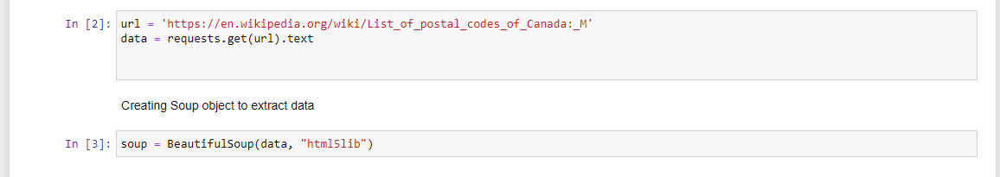 In [2]: url = 'https://en.wikipedia.org/wiki/List_of_postal_codes_of_Canada:_M'
data = requests.get(url).text
Creating Soup object to extract data
In [3]: soup = BeautifulSoup(data, "html5lib")